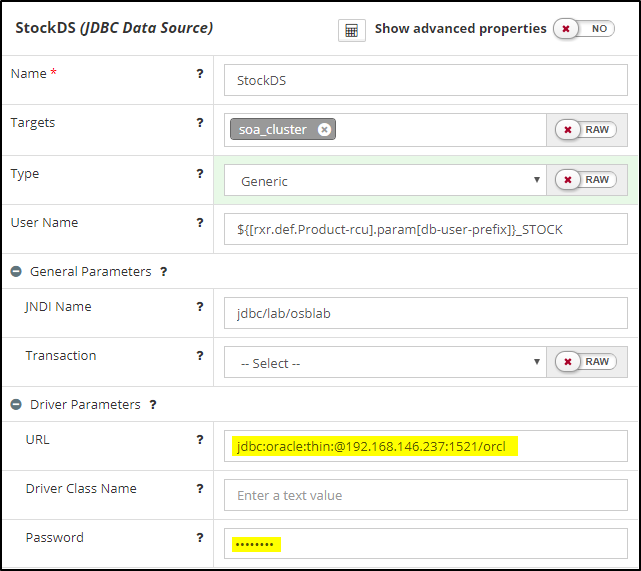 StockDS (JDBC Data Source)
Show advanced properties
NO
Name * ?
StockDS
Targets ?
soa_cluster
RAW
Type ?
Generic
RAW
User Name ?
${[rxr.def.Product-rcu].param[db-user-prefix]}_STOCK
General Parameters ?
JNDI Name ?
jdbc/lab/osblab
Transaction ?
-- Select --
RAW
Driver Parameters ?
URL ?
jdbc:oracle:thin:@192.168.146.237:1521/orcl
Driver Class Name ?
Enter a text value
Password ?
••••••••